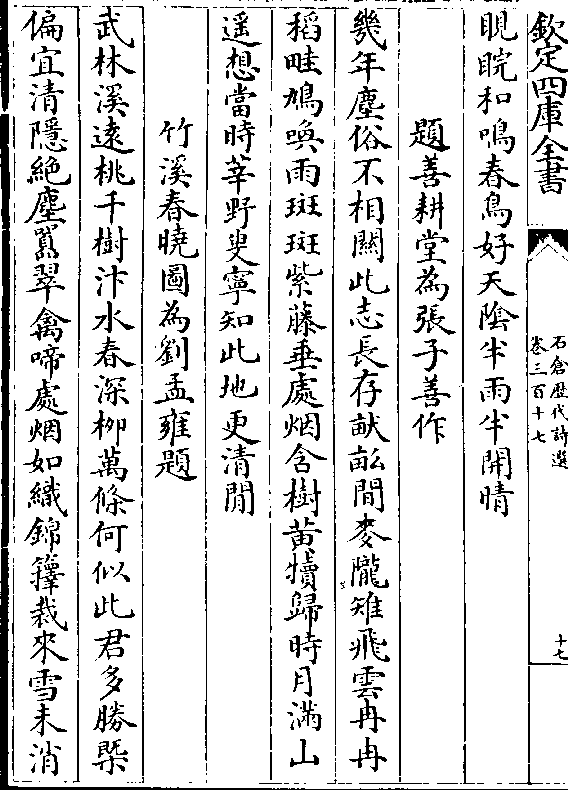 欽定四庫全書
石倉歴代詩選
卷三百十七
十七
睍睆和鳴春鳥好天陰半雨半開晴
題善耕堂為張子善作
幾年塵俗不相關此志長存畎畝間麥隴雉飛雲冉冉
稻畦鳩喚雨斑斑紫藤垂處烟含樹黄犢歸時月滿山
遥想當時莘野叟寧知此地更清閒
竹溪春曉圖為劉孟雍題
武林溪逺桃千樹汴水春深栁萬條何似此君多勝槩
偏宜清隱絶塵囂翠禽啼處烟如織錦籜裁來雪未消